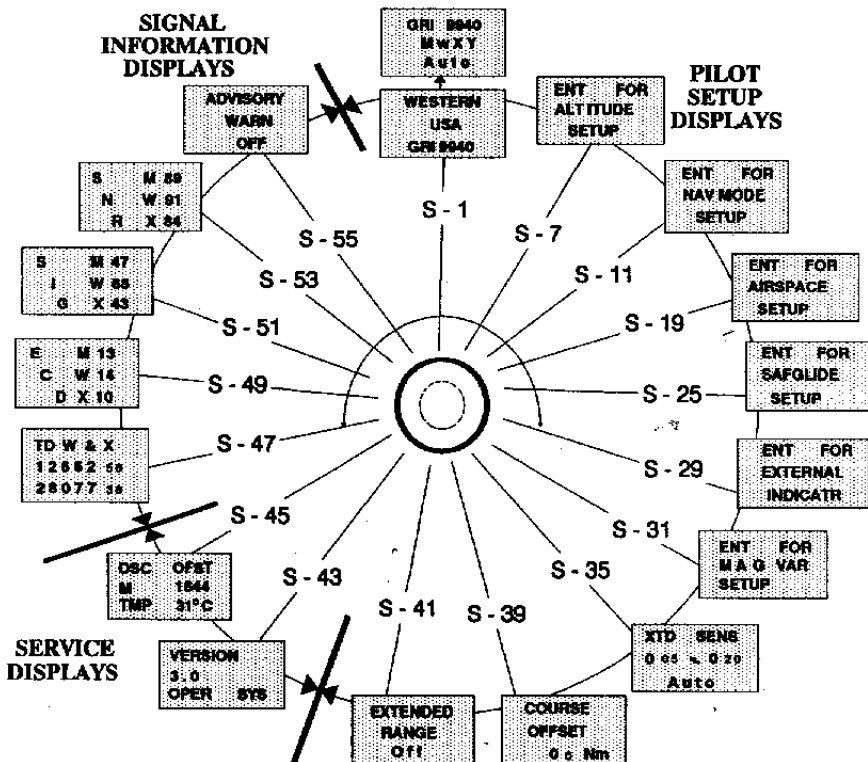 SIGNAL
INFORMATION
DISPLAYS
GRI 9940
MWXY
Auto
WESTERN
USA
GRI 9940
PILOT
SETUP
DISPLAYS
ENT FOR
ALTITUDE
SETUP
ENT FOR
NAV MODE
SETUP
ENT FOR
AIRSPACE
SETUP
ENT FOR
SAFGLIDE
SETUP
ENT FOR
EXTERNAL
INDICATR
ENT FOR
MAG VAR
SETUP
XTD SENS
Auto
COURSE
OFFSET
Nm
EXTENDED
RANGE
Off
VERSION
3.0
OPER SYS
OSC OFST
M 1644
TMP 31°C
SERVICE
DISPLAYS
TD W & X
E M 13
C W 14
D X 10
S M 47
I W
G X 43
S M 89
N W 91
R X 84
ADVISORY
WARN
OFF
S - 1
S - 7
S - 11
S - 19
S - 25
S - 29
S - 31
S - 35
S - 39
S - 41
S - 43
S - 45
S - 47
S - 49
S - 51
S - 53
S - 55